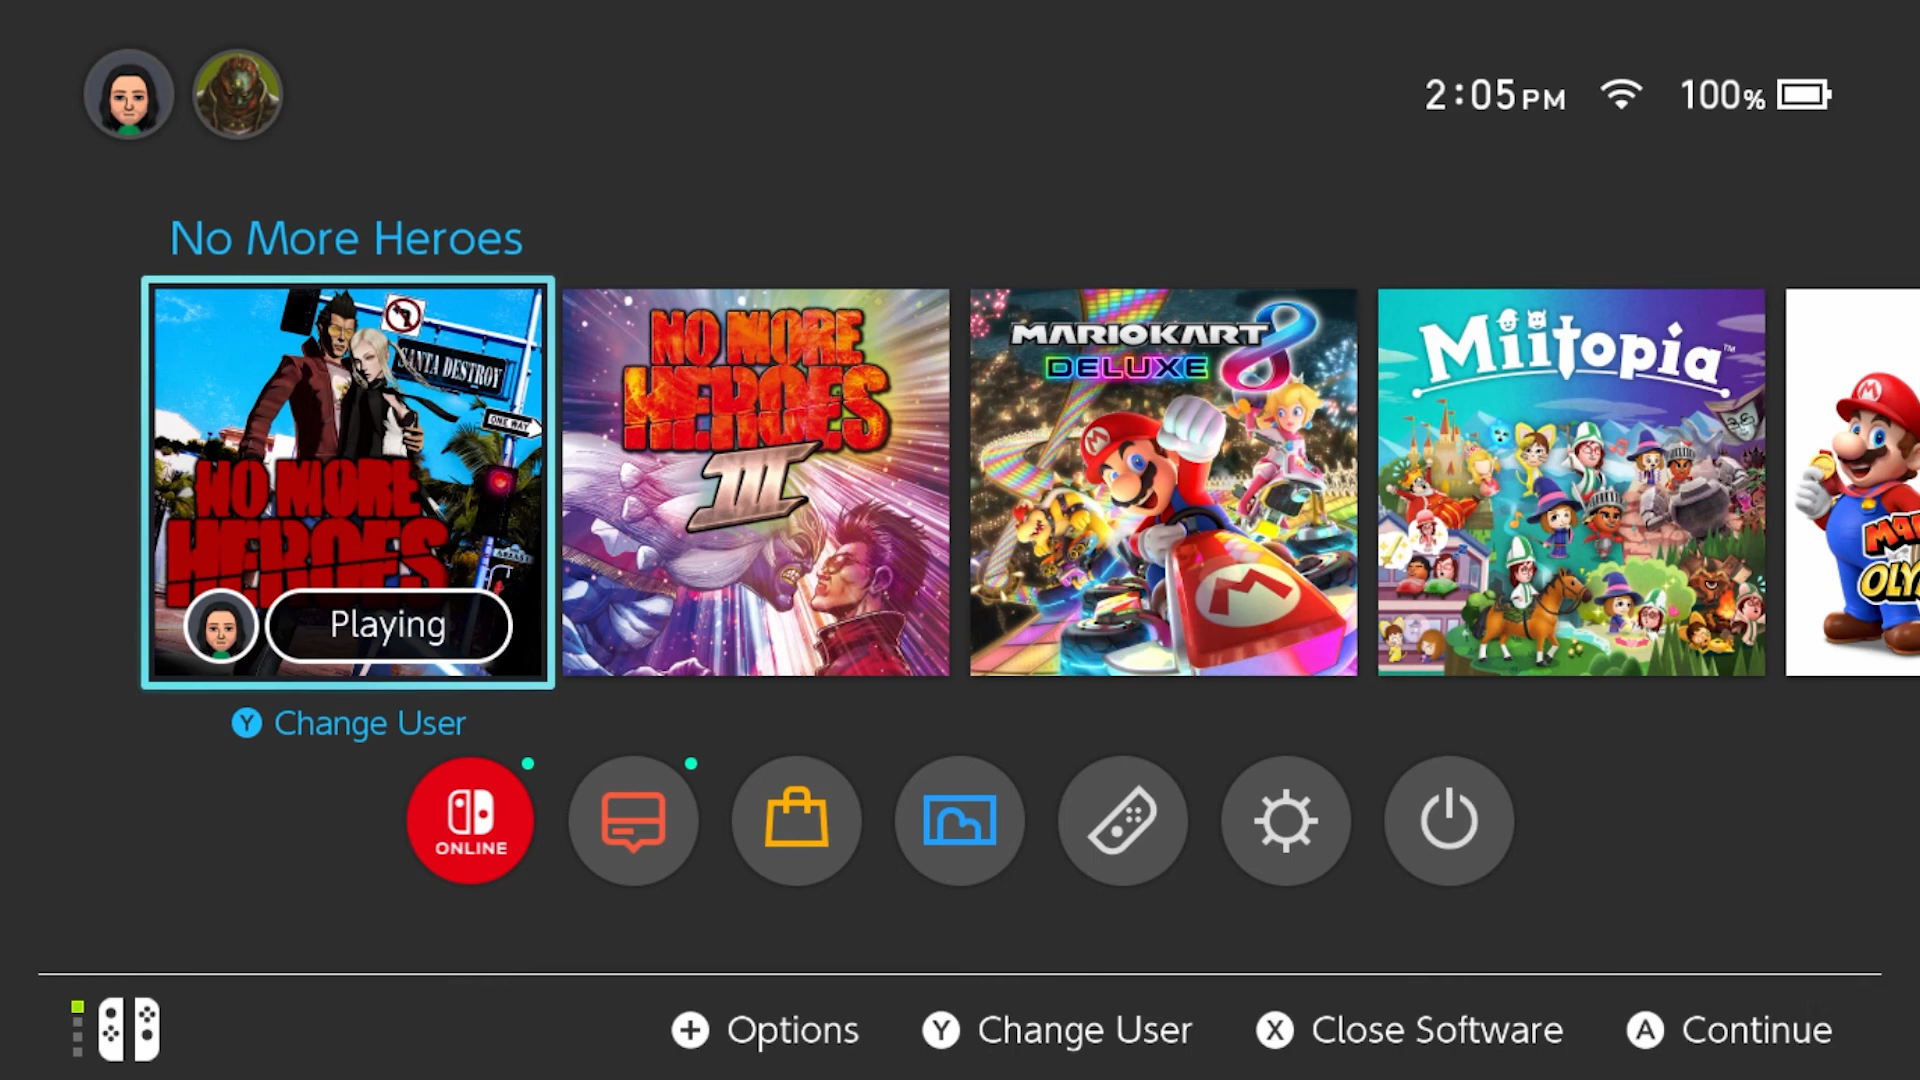 2:05PM 100%
No More Heroes
SANTA DESTROY
ONE WAY
NO MORE
HEROES
Playing
NO MORE
HEROES
III
MARIOKART 8
DELUXE
Miitopia™
Y Change User
ONLINE
+ Options Y Change User X Close Software A Continue